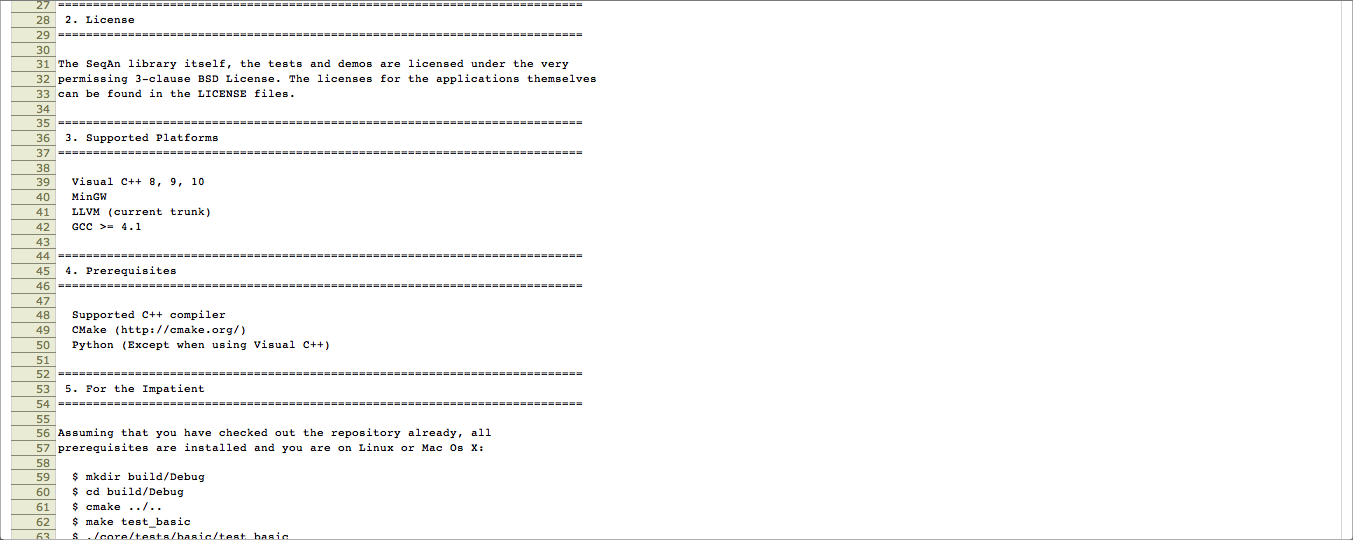 27 ===========================================================================
28  2. License
29 ===========================================================================
30
31 The SeqAn library itself, the tests and demos are licensed under the very
32 permissing 3-clause BSD License. The licenses for the applications themselves
33 can be found in the LICENSE files.
34
35 ===========================================================================
36  3. Supported Platforms
37 ===========================================================================
38
39   Visual C++ 8, 9, 10
40   MinGW
41   LLVM (current trunk)
42   GCC >= 4.1
43
44 ===========================================================================
45  4. Prerequisites
46 ===========================================================================
47
48   Supported C++ compiler
49   CMake (http://cmake.org/)
50   Python (Except when using Visual C++)
51
52 ===========================================================================
53  5. For the Impatient
54 ===========================================================================
55
56 Assuming that you have checked out the repository already, all
57 prerequisites are installed and you are on Linux or Mac Os X:
58
59   $ mkdir build/Debug
60   $ cd build/Debug
61   $ cmake ../..
62   $ make test_basic
63   $ ./core/tests/basic/test_basic